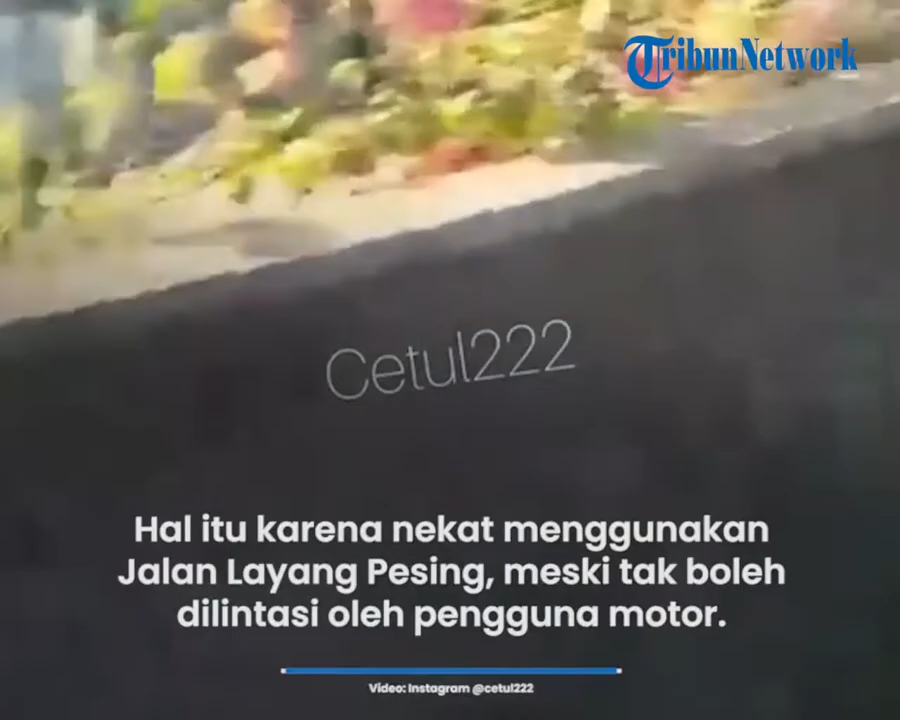 TribunNetwork
Cetul222
Hal itu karena nekat menggunakan
Jalan Layang Pesing, meski tak boleh
dilintasi oleh pengguna motor.
Video: Instagram @cetul222